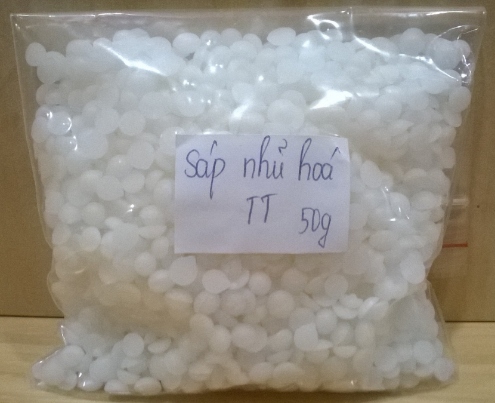 Sáp nhủ hoá
TT 50g